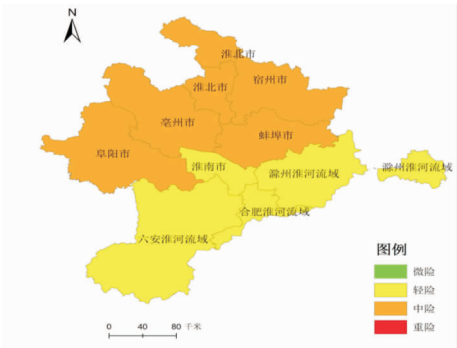 N
淮北市
淮北市
宿州市
亳州市
蚌埠市
阜阳市
淮南市
滁州淮河流域
滁州淮河流域
合肥淮河流域
六安淮河流域
图例
微险
轻险
中险
重险
0 40 80 千米